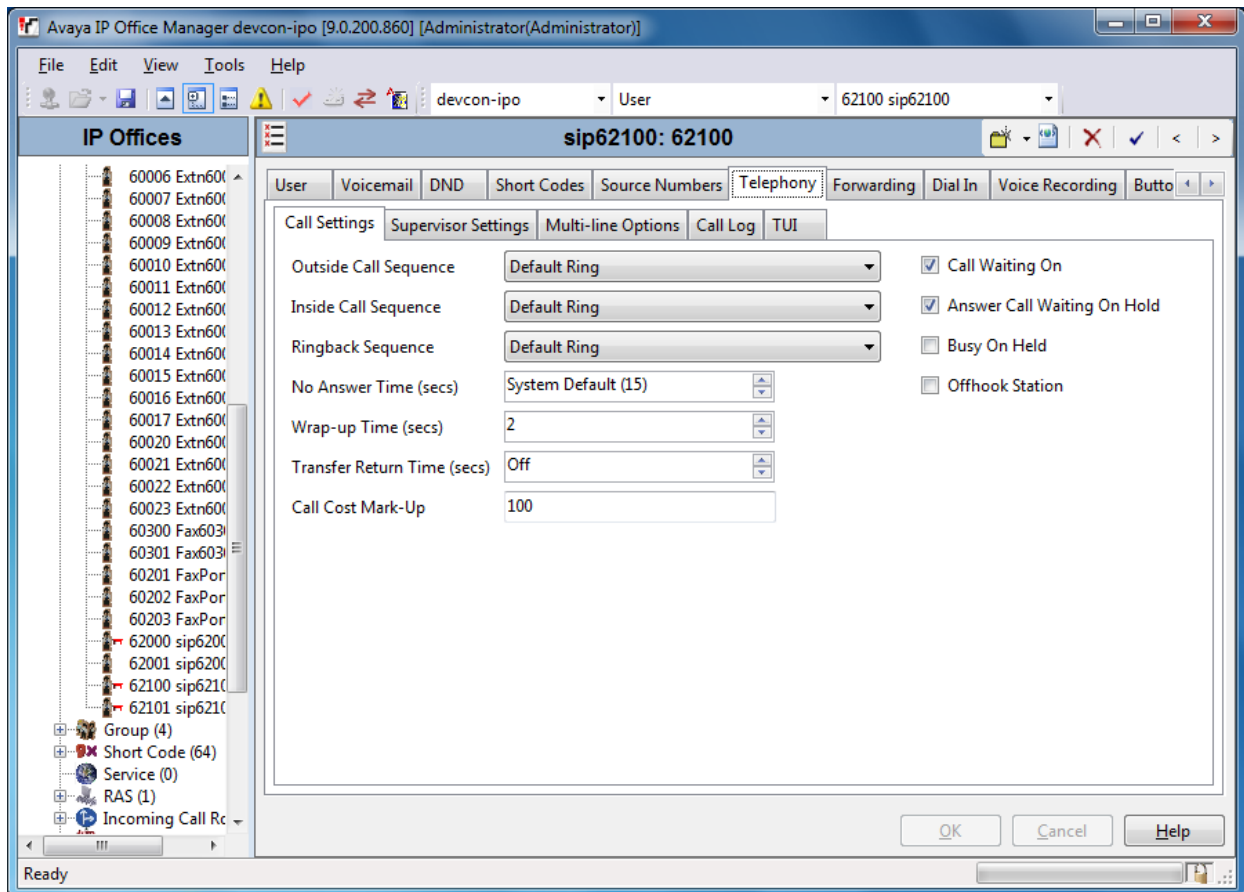 Avaya IP Office Manager devcon-ipo [9.0.200.860] [Administrator(Administrator)]
File Edit View Tools Help
devcon-ipo User 62100 sip62100
IP Offices
60006 Extn600
60007 Extn600
60008 Extn600
60009 Extn600
60010 Extn600
60011 Extn600
60012 Extn600
60013 Extn600
60014 Extn600
60015 Extn600
60016 Extn600
60017 Extn600
60020 Extn600
60021 Extn600
60022 Extn600
60023 Extn600
60300 Fax603
60301 Fax603
60201 FaxPor
60202 FaxPor
60203 FaxPor
62000 sip620
62001 sip620
62100 sip621
62101 sip621
Group (4)
Short Code (64)
Service (0)
RAS (1)
Incoming Call Ro
sip62100: 62100
User Voicemail DND Short Codes Source Numbers Telephony Forwarding Dial In Voice Recording Butto
Call Settings Supervisor Settings Multi-line Options Call Log TUI
Outside Call Sequence Default Ring Call Waiting On
Inside Call Sequence Default Ring Answer Call Waiting On Hold
Ringback Sequence Default Ring Busy On Held
No Answer Time (secs) System Default (15) Offhook Station
Wrap-up Time (secs) 2
Transfer Return Time (secs) Off
Call Cost Mark-Up 100
OK Cancel Help
Ready